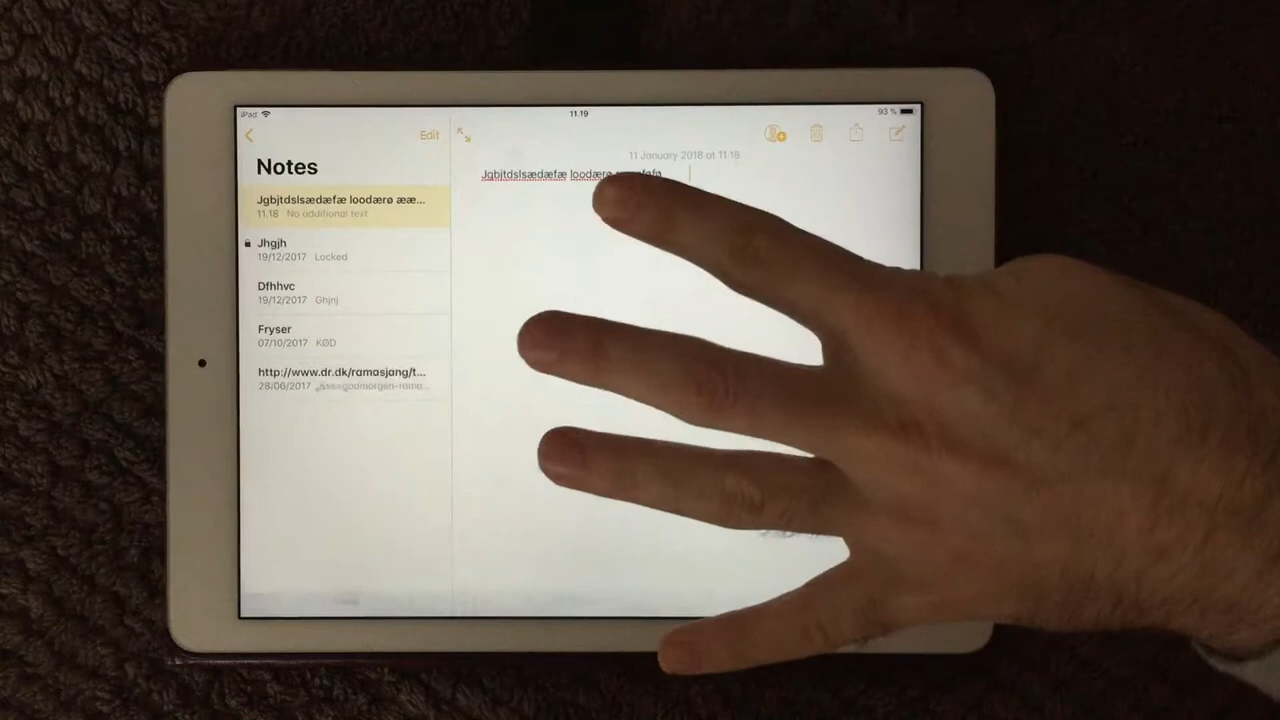 iPad 11.19 93 %
Edit
Notes
11 January 2018 at 11.18
Jgbjtdslsædæfæ loodærø
Jgbjtdslsædæfæ loodærø ææ...
11.18 No additional text
Jhgjh
19/12/2017 Locked
Dfhhvc
19/12/2017 Ghjnj
Fryser
07/10/2017 KØD
http://www.dr.dk/ramasjang/t...
28/06/2017